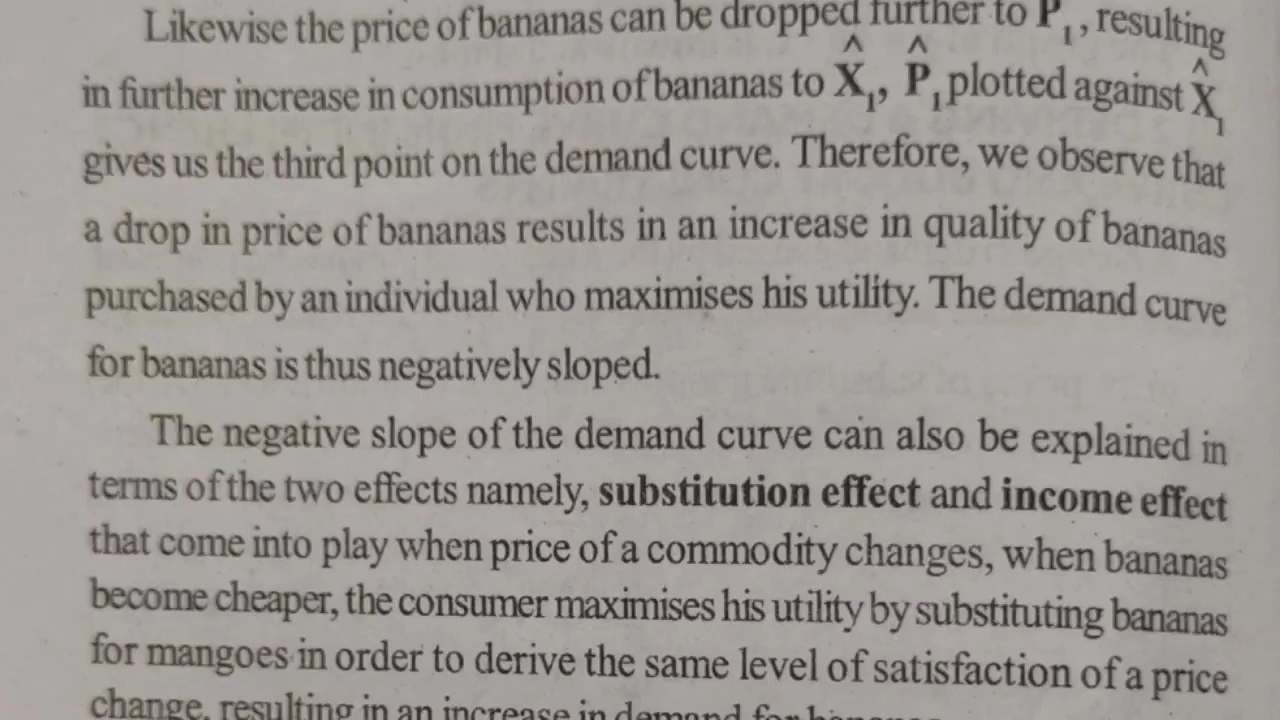 Likewise the price of bananas can be dropped further to P₁, resulting
in further increase in consumption of bananas to X̂₁, P̂₁ plotted against X̂₁
gives us the third point on the demand curve. Therefore, we observe that
a drop in price of bananas results in an increase in quality of bananas
purchased by an individual who maximises his utility. The demand curve
for bananas is thus negatively sloped.
The negative slope of the demand curve can also be explained in
terms of the two effects namely, substitution effect and income effect
that come into play when price of a commodity changes, when bananas
become cheaper, the consumer maximises his utility by substituting bananas
for mangoes in order to derive the same level of satisfaction of a price
change, resulting in an increase in demand for bananas